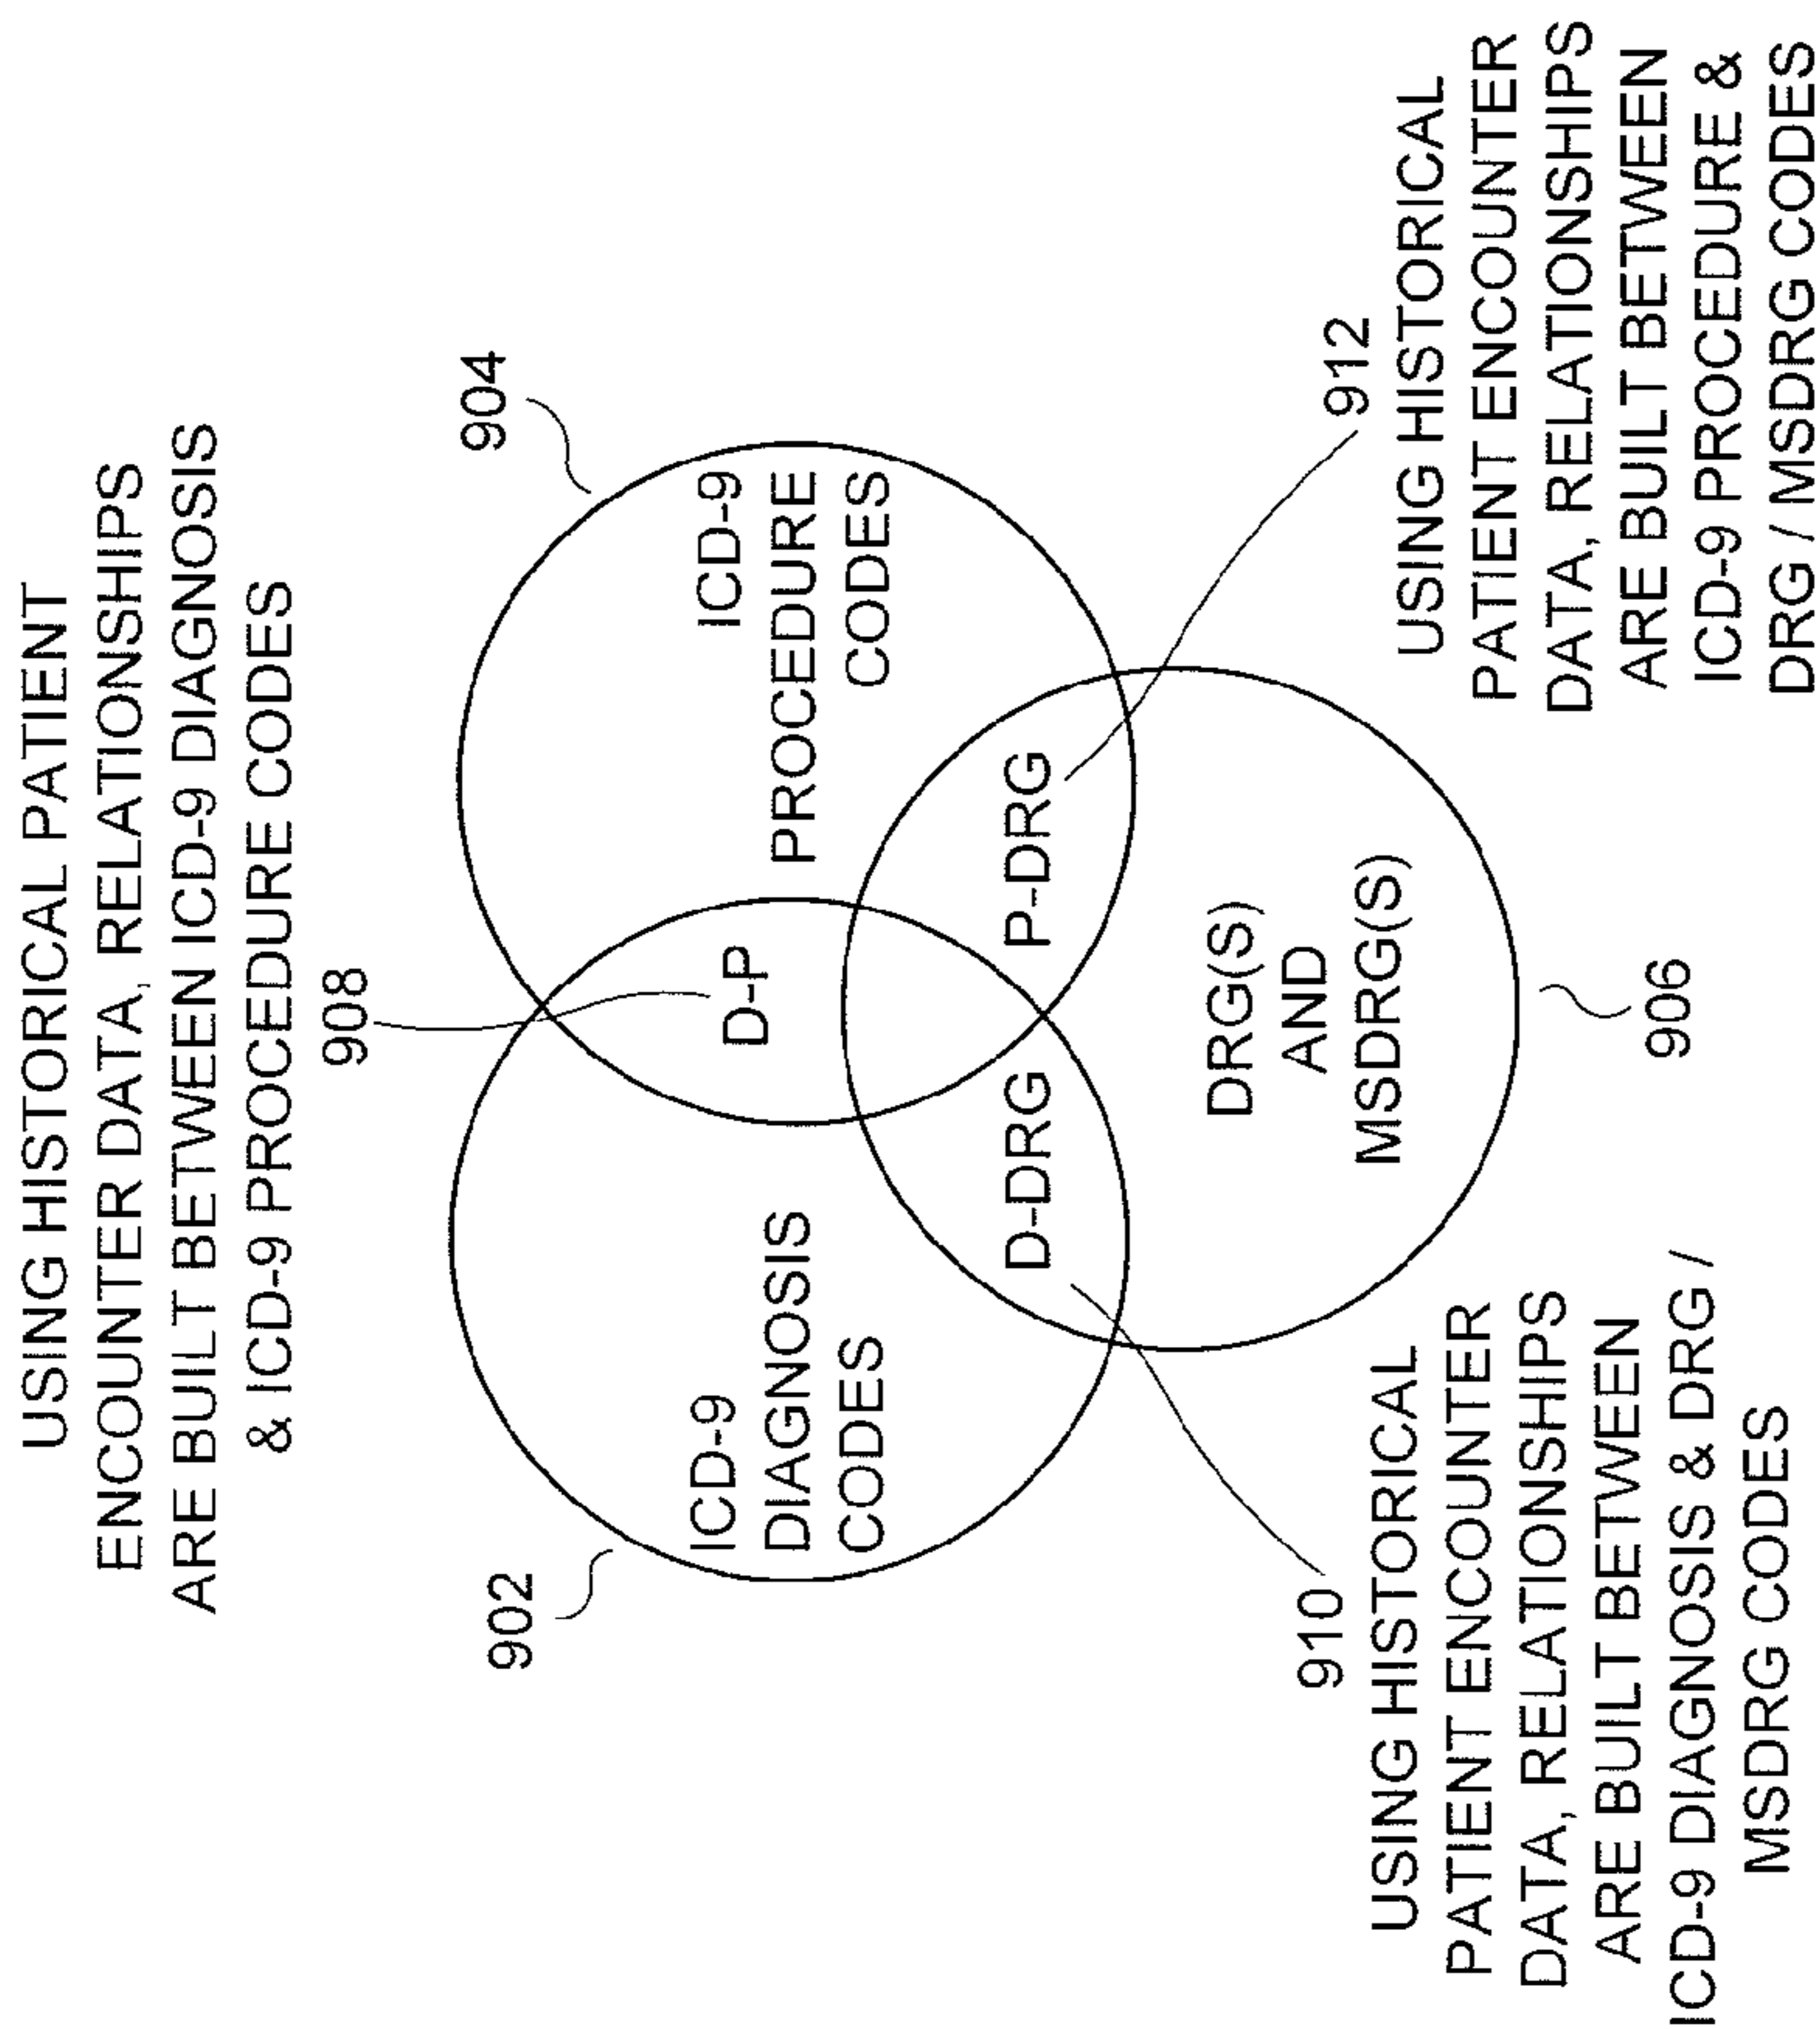 USING HISTORICAL PATIENT
ENCOUNTER DATA, RELATIONSHIPS
ARE BUILT BETWEEN ICD-9 DIAGNOSIS
& ICD-9 PROCEDURE CODES
908
902
904
ICD-9
DIAGNOSIS
CODES
D-P
ICD-9
PROCEDURE
CODES
D-DRG
P-DRG
DRG(S)
AND
MSDRG(S)
906
910
USING HISTORICAL
PATIENT ENCOUNTER
DATA, RELATIONSHIPS
ARE BUILT BETWEEN
ICD-9 DIAGNOSIS & DRG /
MSDRG CODES
912
USING HISTORICAL
PATIENT ENCOUNTER
DATA, RELATIONSHIPS
ARE BUILT BETWEEN
ICD-9 PROCEDURE &
DRG / MSDRG CODES